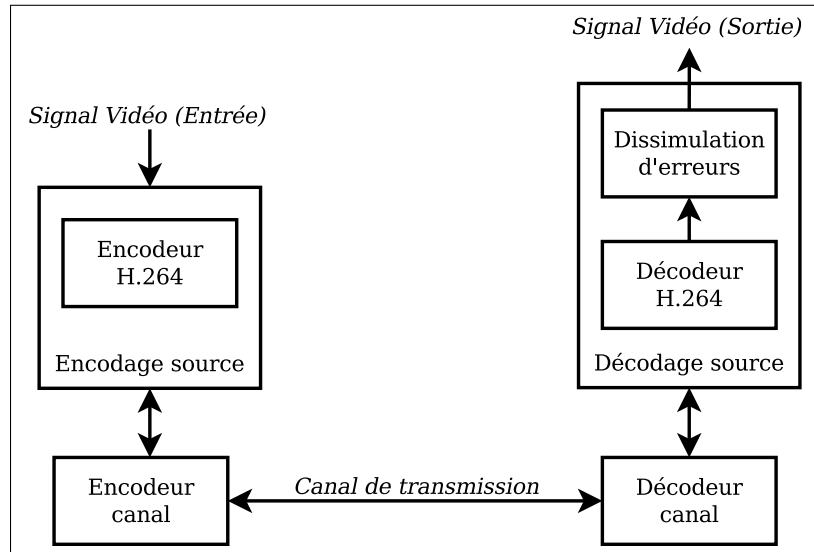 Signal Vidéo (Sortie)
Signal Vidéo (Entrée)
Dissimulation
d'erreurs
Encodeur
H.264
Décodeur
H.264
Encodage source
Décodage source
Encodeur
canal
Canal de transmission
Décodeur
canal